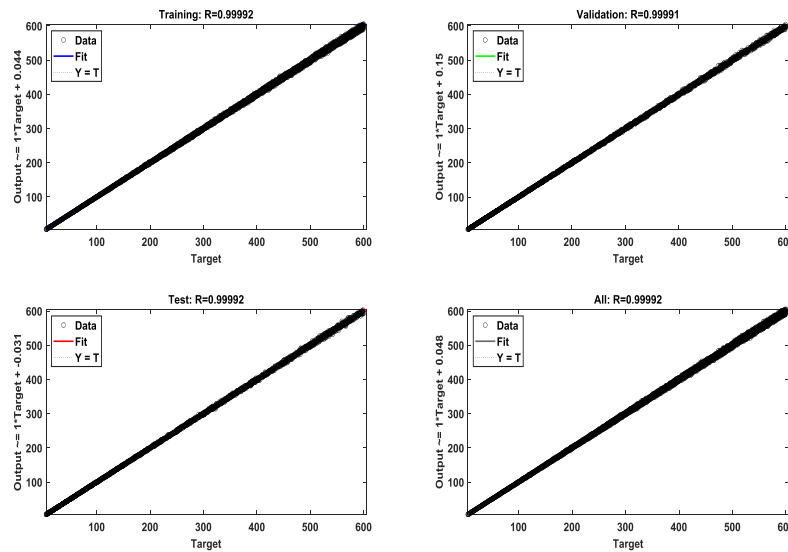 Training: R=0.99992
Output ~= 1*Target + 0.044
600
500
400
300
200
100
Data
Fit
Y = T
100 200 300 400 500 600
Target
Validation: R=0.99991
Output ~= 1*Target + 0.15
600
500
400
300
200
100
Data
Fit
Y = T
100 200 300 400 500 600
Target
Test: R=0.99992
Output ~= 1*Target + -0.031
600
500
400
300
200
100
Data
Fit
Y = T
100 200 300 400 500 600
Target
All: R=0.99992
Output ~= 1*Target + 0.048
600
500
400
300
200
100
Data
Fit
Y = T
100 200 300 400 500 600
Target